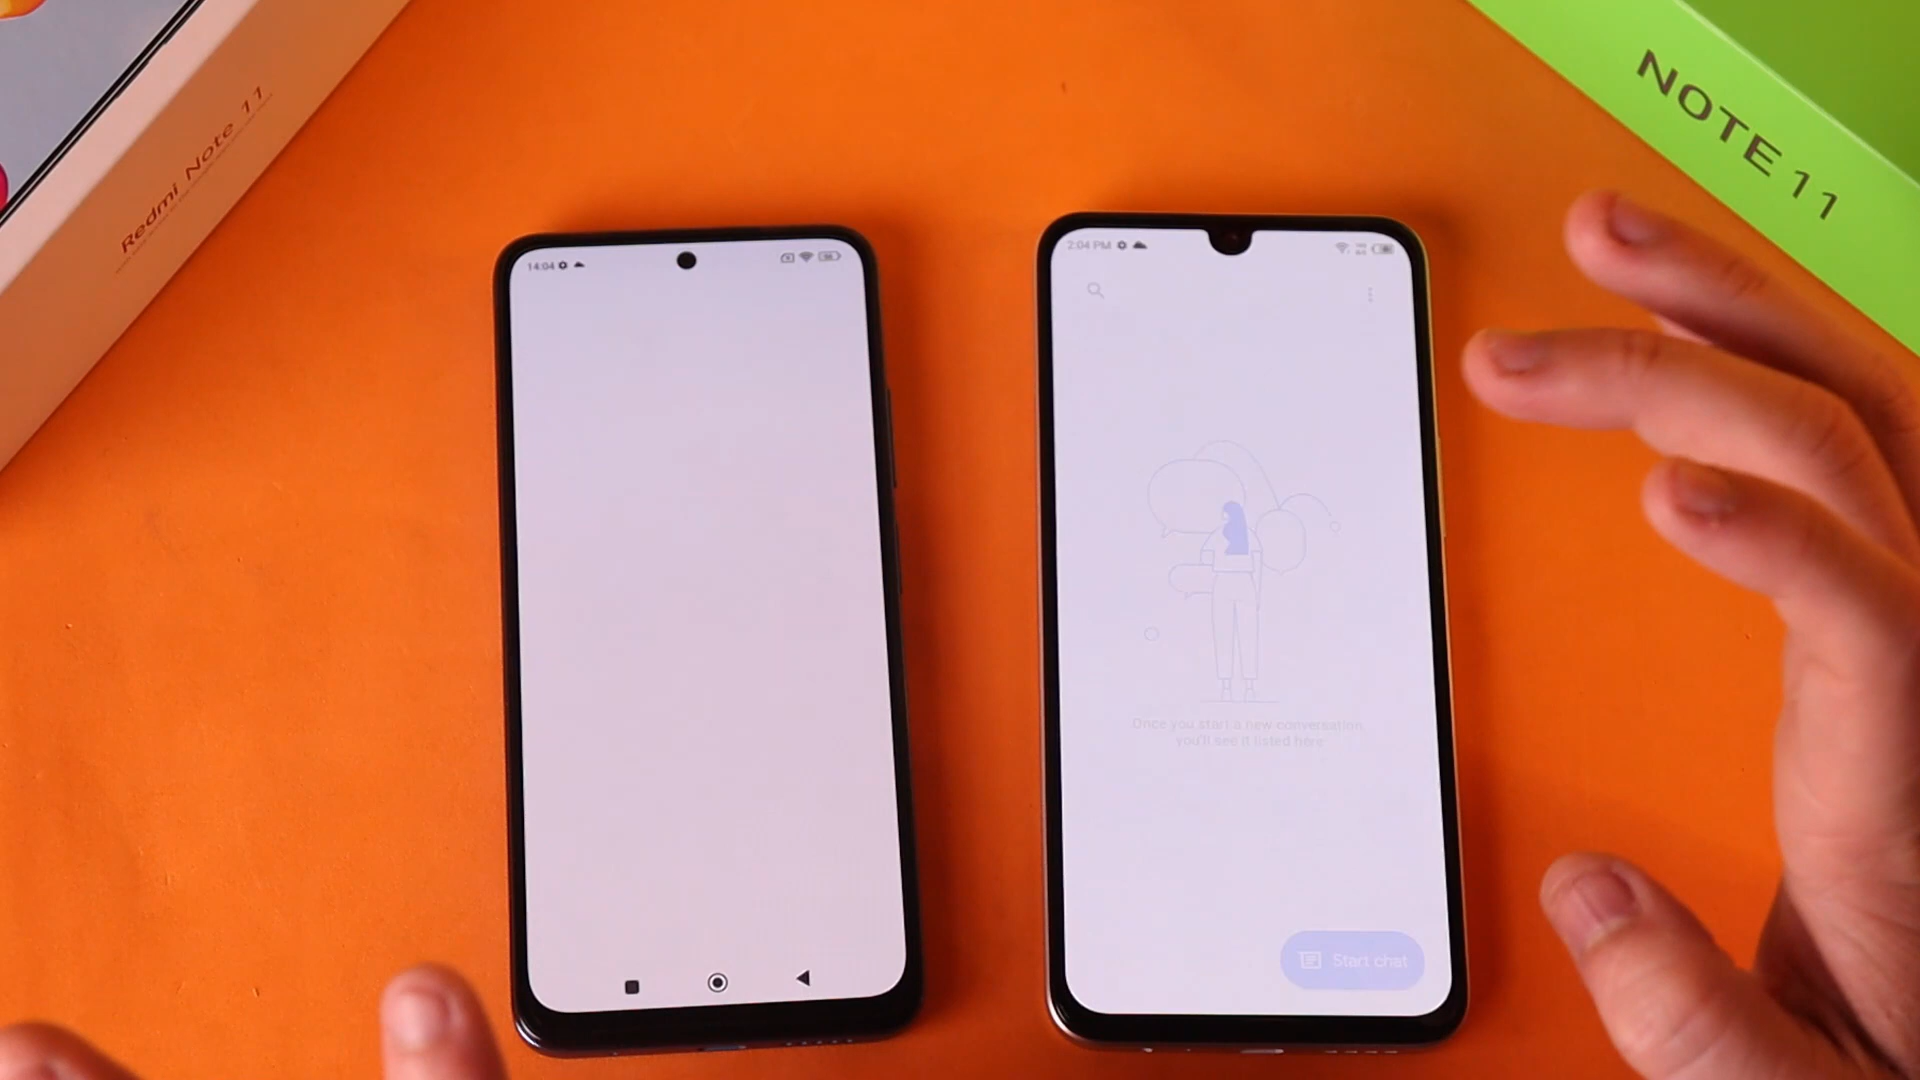 Redmi Note 11
NOTE 11
14:04
2:04 PM
Once you start a new conversation,
you'll see it listed here
Start chat